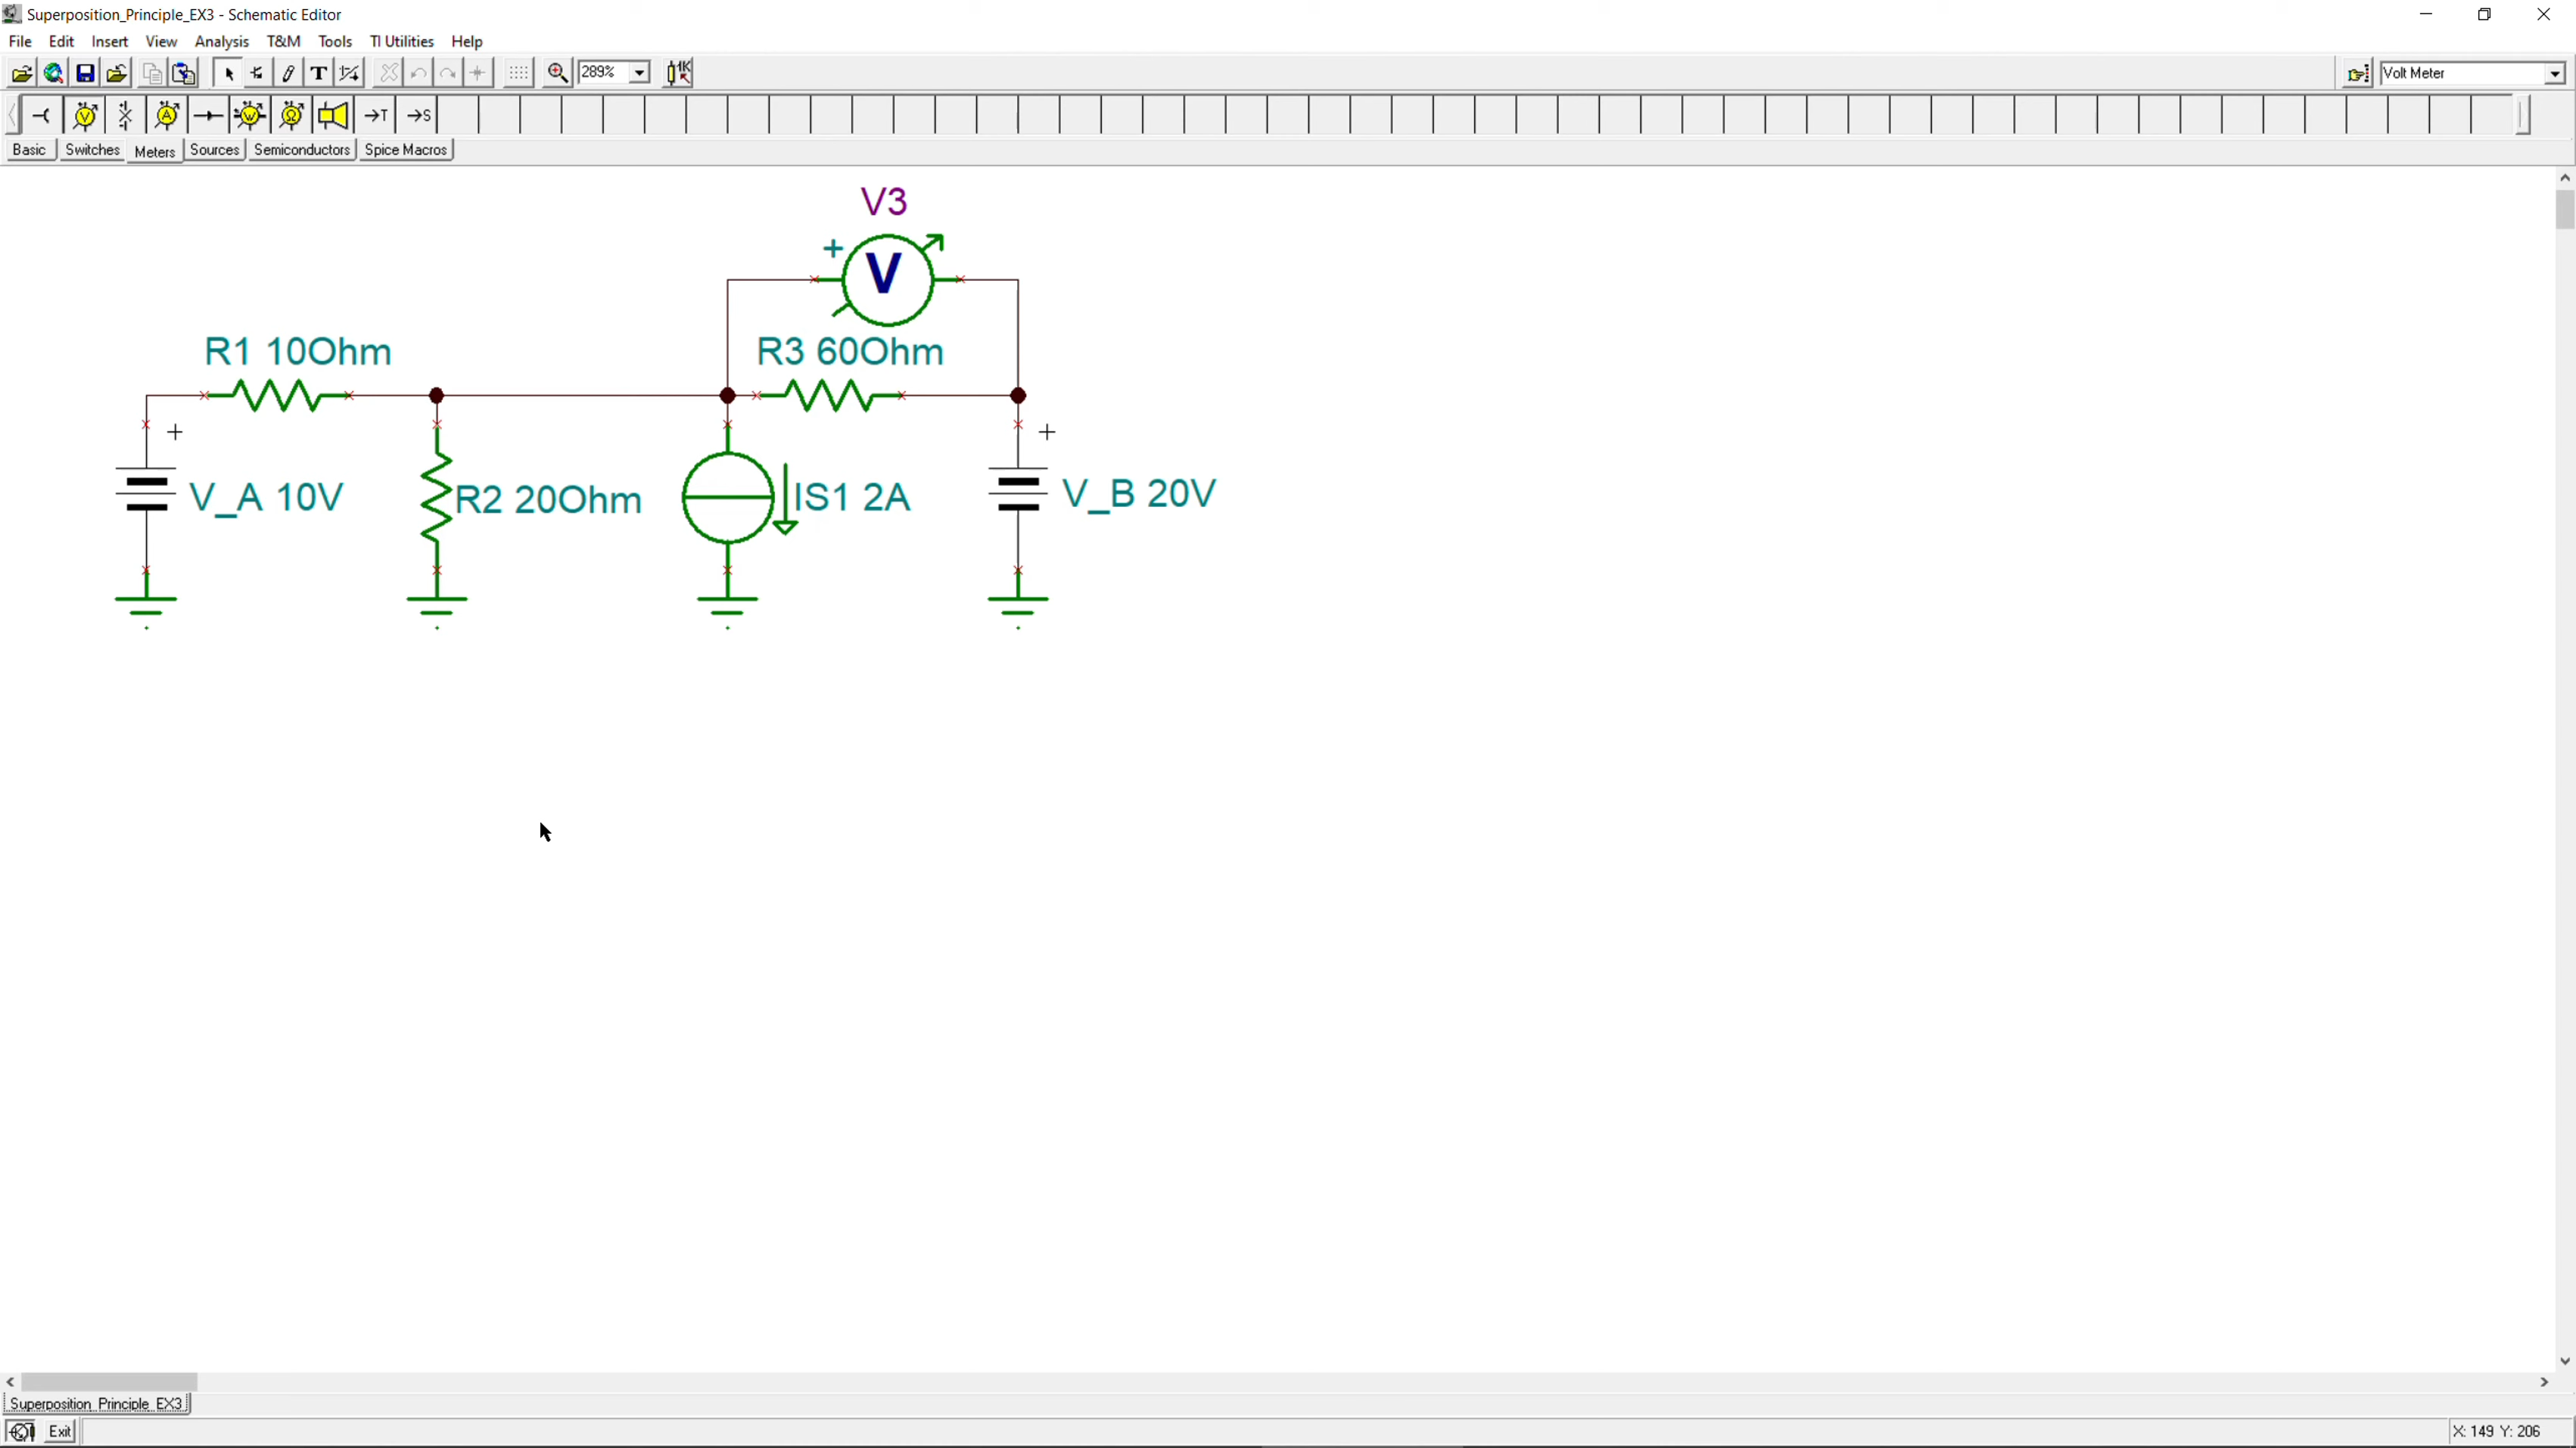 Superposition_Principle_EX3 - Schematic Editor
File Edit Insert View Analysis T&M Tools TI Utilities Help
T 289% 1K Volt Meter
V A W Ω →T →S
Basic Switches Meters Sources Semiconductors Spice Macros
V3
+
V
R1 10Ohm R3 60Ohm
+ +
V_A 10V R2 20Ohm IS1 2A V_B 20V
Superposition_Principle_EX3
Exit X: 149 Y: 206